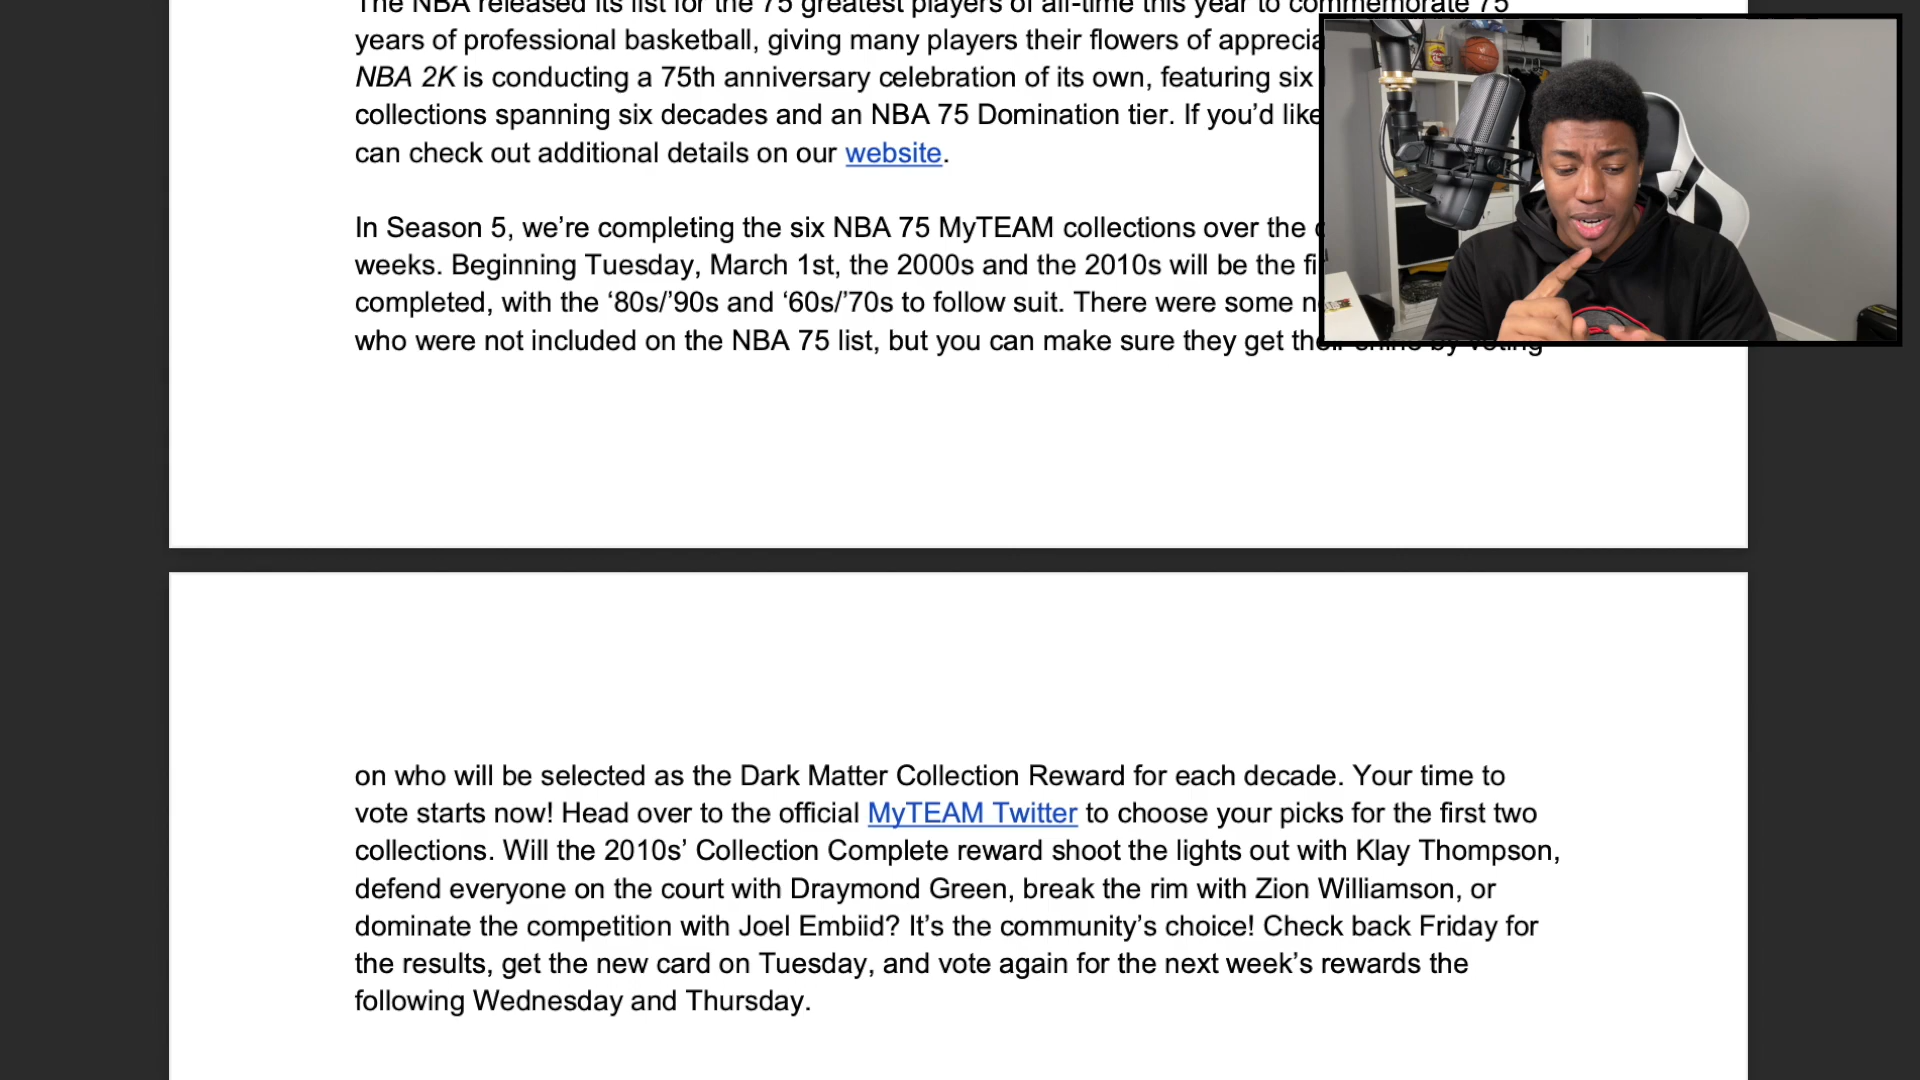 The NBA released its list for the 75 greatest players of all-time this year to commemorate 75
years of professional basketball, giving many players their flowers of
NBA 2K is conducting a 75th anniversary celebration of its own, featuring six
collections spanning six decades and an NBA 75 Domination tier. If you’d like
can check out additional details on our website.
In Season 5, we’re completing the six NBA 75 MyTEAM collections over the
weeks. Beginning Tuesday, March 1st, the 2000s and the 2010s will be the
completed, with the ‘80s/’90s and ‘60s/’70s to follow suit. There were some
who were not included on the NBA 75 list, but you can make sure they get their shine by voting
on who will be selected as the Dark Matter Collection Reward for each decade. Your time to
vote starts now! Head over to the official MyTEAM Twitter to choose your picks for the first two
collections. Will the 2010s’ Collection Complete reward shoot the lights out with Klay Thompson,
defend everyone on the court with Draymond Green, break the rim with Zion Williamson, or
dominate the competition with Joel Embiid? It’s the community’s choice! Check back Friday for
the results, get the new card on Tuesday, and vote again for the next week’s rewards the
following Wednesday and Thursday.